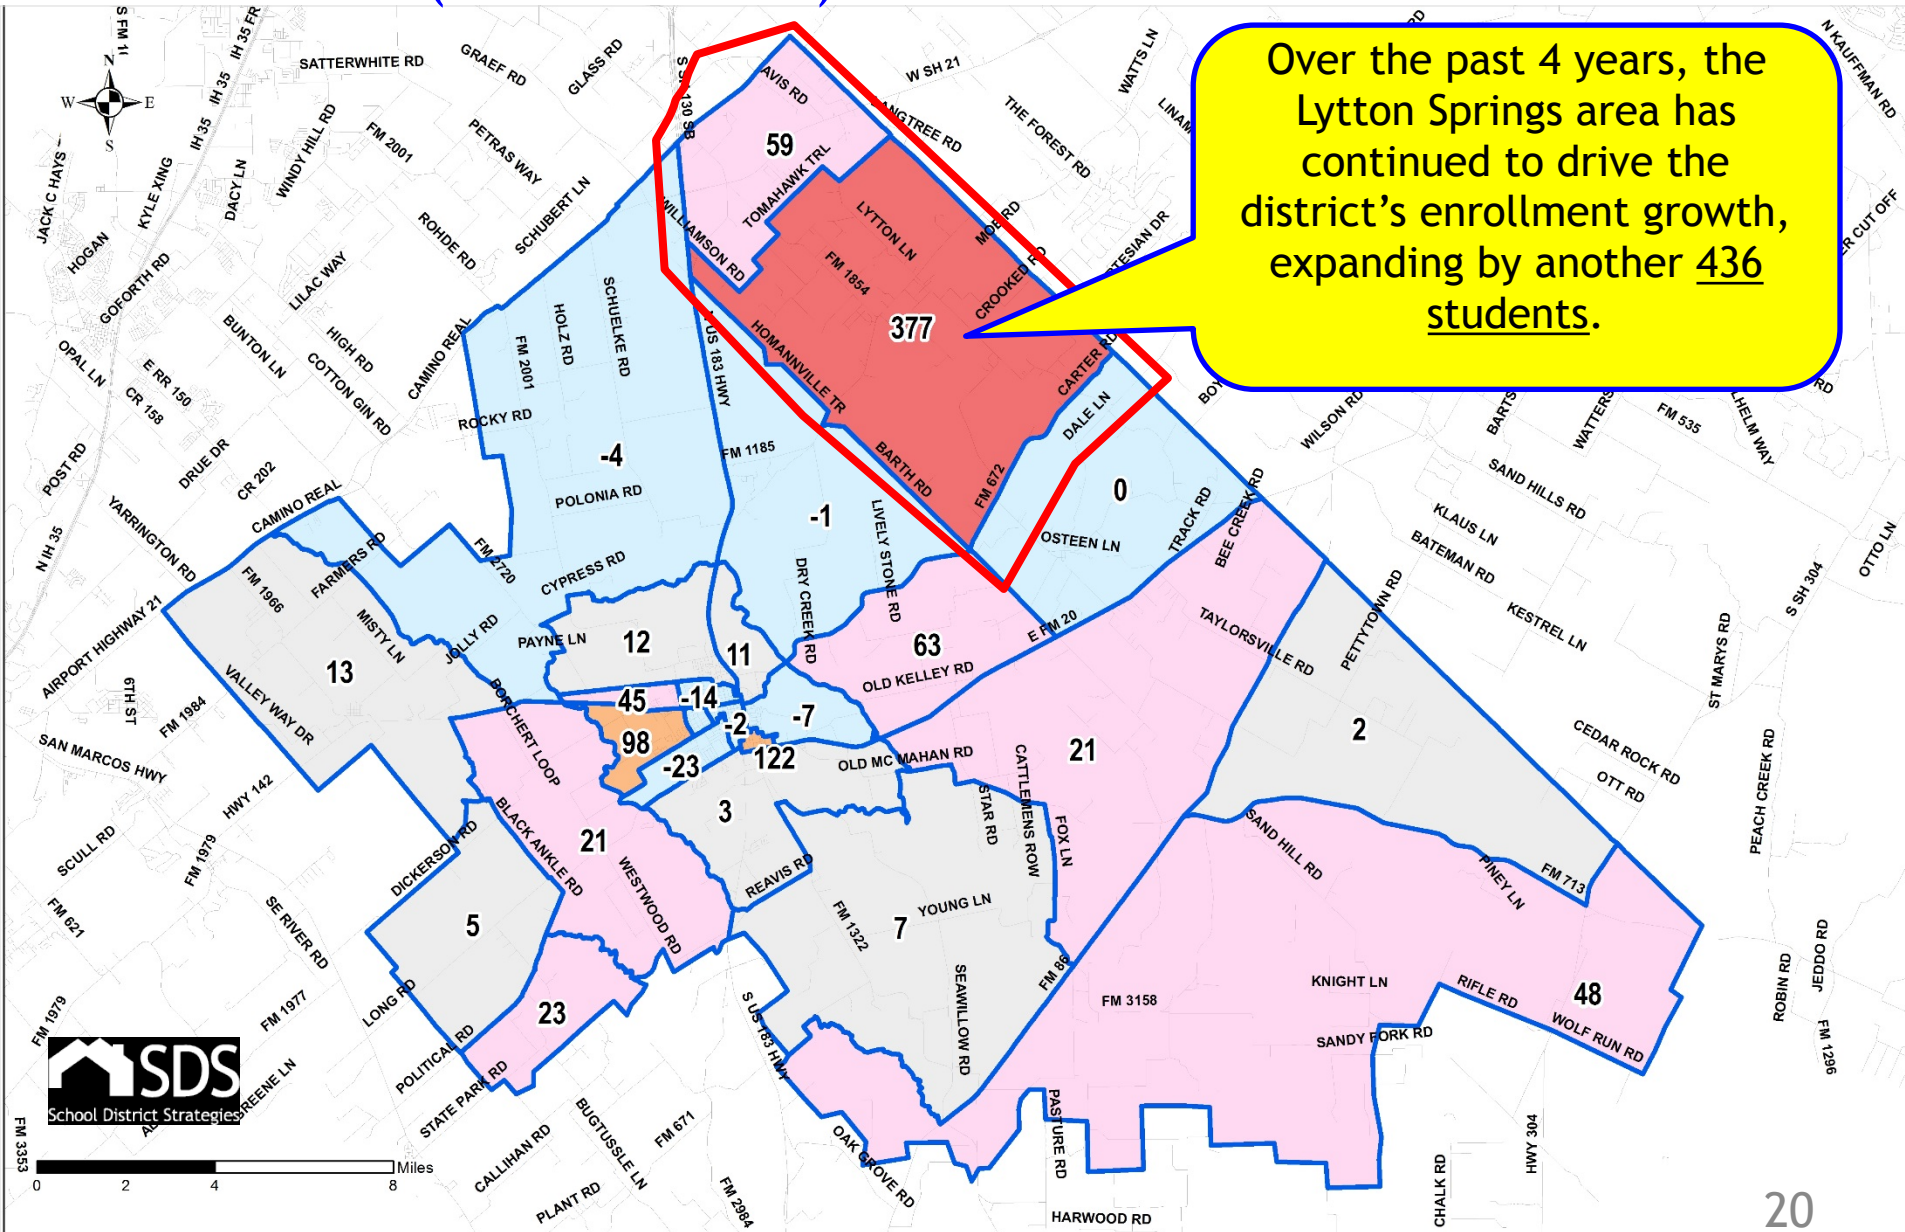 Over the past 4 years, the
Lytton Springs area has
continued to drive the
district's enrollment growth,
expanding by another 436
students.
N
W E
S
IH 35 FR
SATTERWHITE RD
GRAEF RD
GLASS RD
W SH 21
WATTS LN
N KAUFFMAN RD
AVIS RD
THE FOREST RD
IH 35
WINDY HILL RD
FM 2001
PETRAS WAY
59
TOMAHAWK TRL
JACK C HAYS
KYLE XING
IH 35
DACY LN
SCHUBERT LN
WILLIAMSON RD
LYTTON LN
FM 1854
CROOKED RD
HOGAN
GOFORTH RD
ROHDE RD
LILAC WAY
377
OPAL LN
BUNTON LN
HIGH RD
CAMINO REAL
FM 2001
HOLZ RD
SCHUELKE RD
HOMANNVILLE TR
CARTER RD
E RR 150
CR 158
COTTON GIN RD
ROCKY RD
DALE LN
WILSON RD
FM 535
POST RD
DRUE DR
CR 202
-4
FM 1185
BARTH RD
FM 672
0
SAND HILLS RD
POLONIA RD
-1
LIVELY STONE RD
TRACK RD
BEE CREEK RD
KLAUS LN
BATEMAN RD
CAMINO REAL
YARRINGTON RD
N IH 35
OSTEEN LN
OTTO LN
FARMERS RD
FM 2720
CYPRESS RD
DRY CREEK RD
PETTYTOWN RD
KESTREL LN
S SH 304
FM 1966
MISTY LN
JOLLY RD
PAYNE LN
12
11
63
E FM 20
TAYLORSVILLE RD
ST MARYS RD
AIRPORT HIGHWAY 21
13
VALLEY WAY DR
OLD KELLEY RD
6TH ST
FM 1984
BORCHERT LOOP
45
-14
-2
-7
98
-23
122
OLD MC MAHAN RD
21
2
CEDAR ROCK RD
OTT RD
PEACH CREEK RD
SAN MARCOS HWY
HWY 142
3
STAR RD
CATTLEMENS ROW
FOX LN
SCULL RD
FM 1979
DICKERSON RD
BLACK ANKLE RD
21
WESTWOOD RD
REAVIS RD
SAND HILL RD
PINEY LN
FM 713
FM 621
SE RIVER RD
5
FM 1322
7
YOUNG LN
FM 1979
FM 1977
LONG RD
23
S US 183 HWY
SEAWILLOW RD
FM 86
FM 3158
KNIGHT LN
RIFLE RD
48
WOLF RUN RD
SANDY FORK RD
ROBIN RD
JEDDO RD
FM 1296
SDS
School District Strategies
POLITICAL RD
STATE PARK RD
BUGTUSSLE LN
FM 671
OAK GROVE RD
PASTURE RD
HWY 304
FM 3353
CALLIHAN RD
PLANT RD
FM 2984
HARWOOD RD
CHALK RD
0 2 4 8 Miles
20